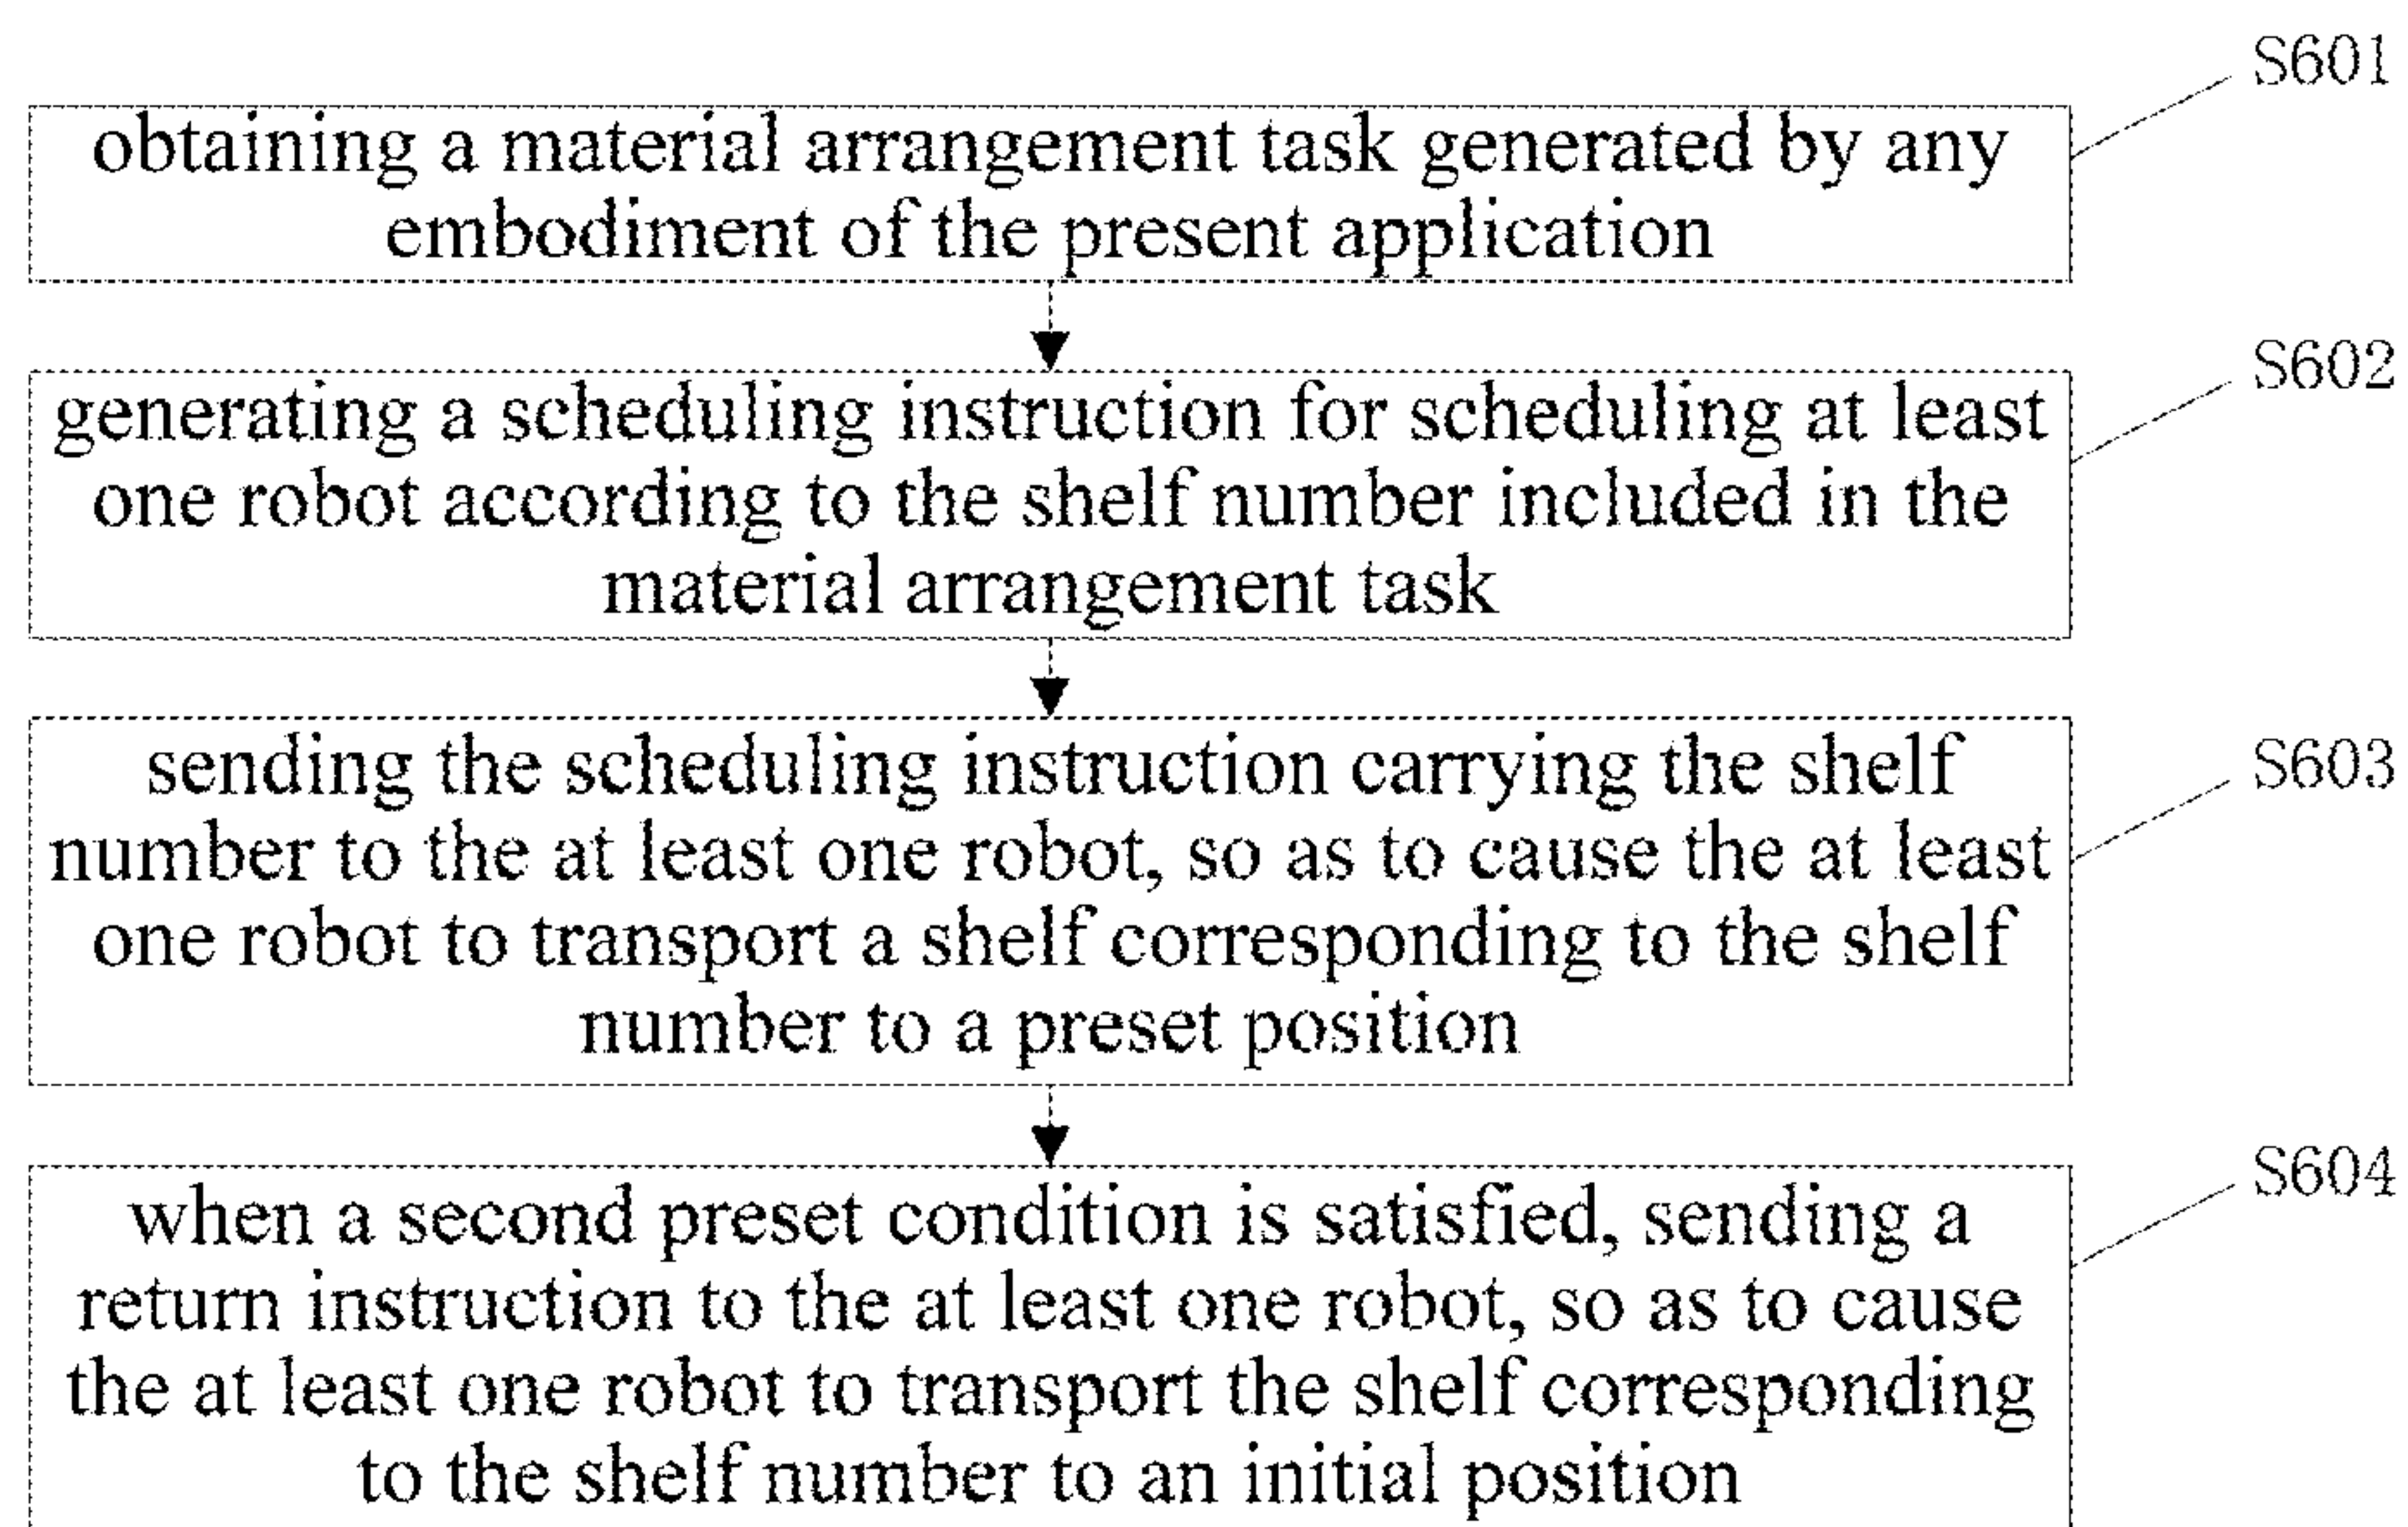 S601
obtaining a material arrangement task generated by any
embodiment of the present application
S602
generating a scheduling instruction for scheduling at least
one robot according to the shelf number included in the
material arrangement task
S603
sending the scheduling instruction carrying the shelf
number to the at least one robot, so as to cause the at least
one robot to transport a shelf corresponding to the shelf
number to a preset position
S604
when a second preset condition is satisfied, sending a
return instruction to the at least one robot, so as to cause
the at least one robot to transport the shelf corresponding
to the shelf number to an initial position